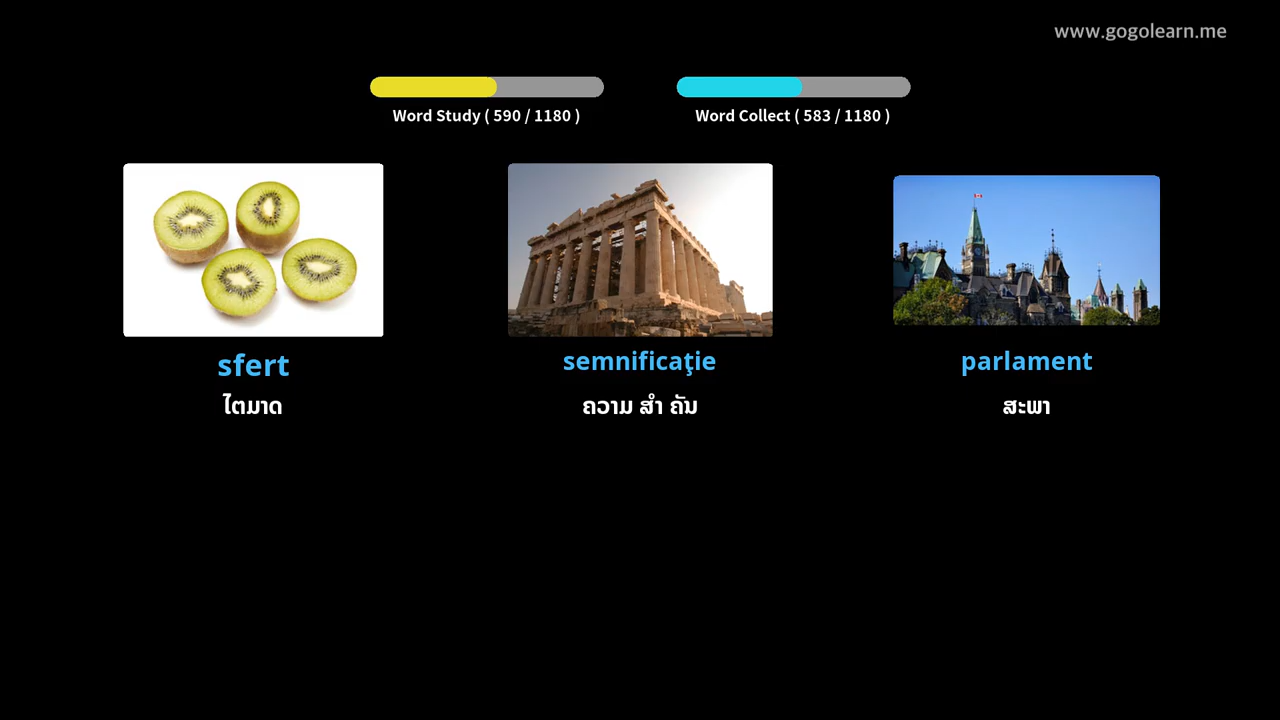 www.gogolearn.me
Word Study ( 590 / 1180 )
Word Collect ( 583 / 1180 )
sfert
semnificaţie
parlament
ໄຕມາດ
ຄວາມ ສຳ ຄັນ
ສະພາ